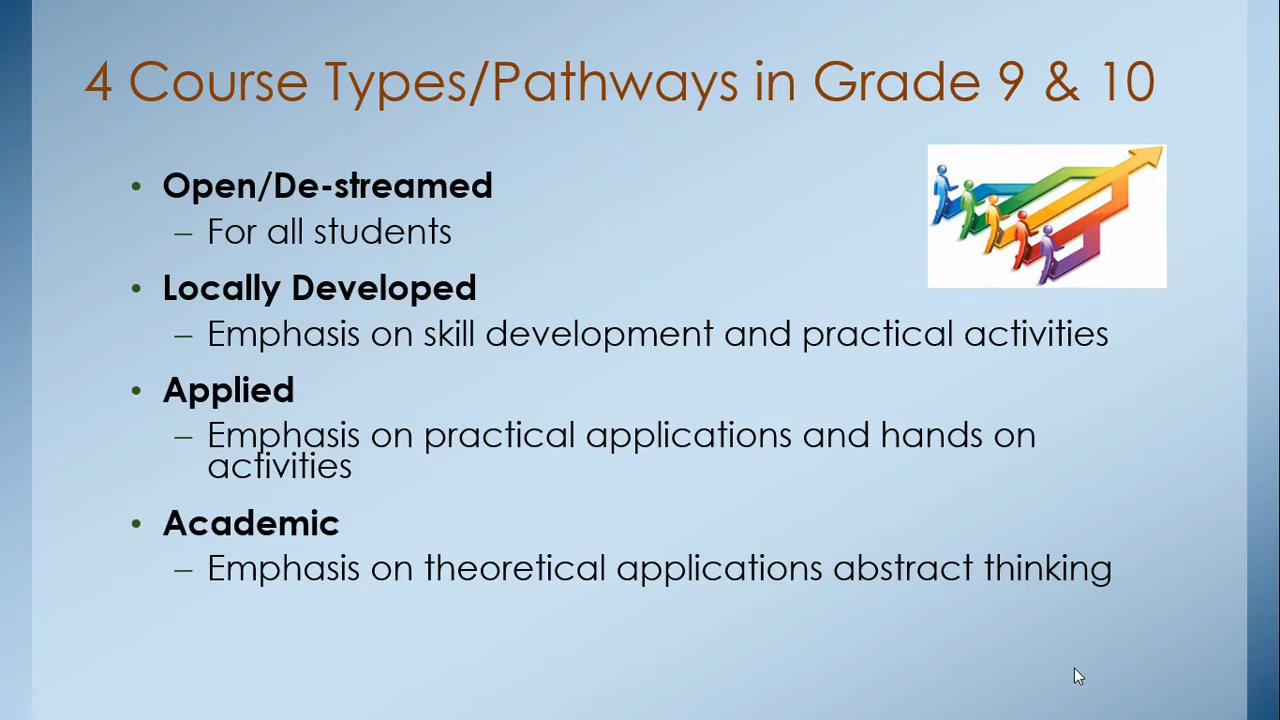 4 Course Types/Pathways in Grade 9 & 10
• Open/De-streamed
– For all students
• Locally Developed
– Emphasis on skill development and practical activities
• Applied
– Emphasis on practical applications and hands on
activities
• Academic
– Emphasis on theoretical applications abstract thinking